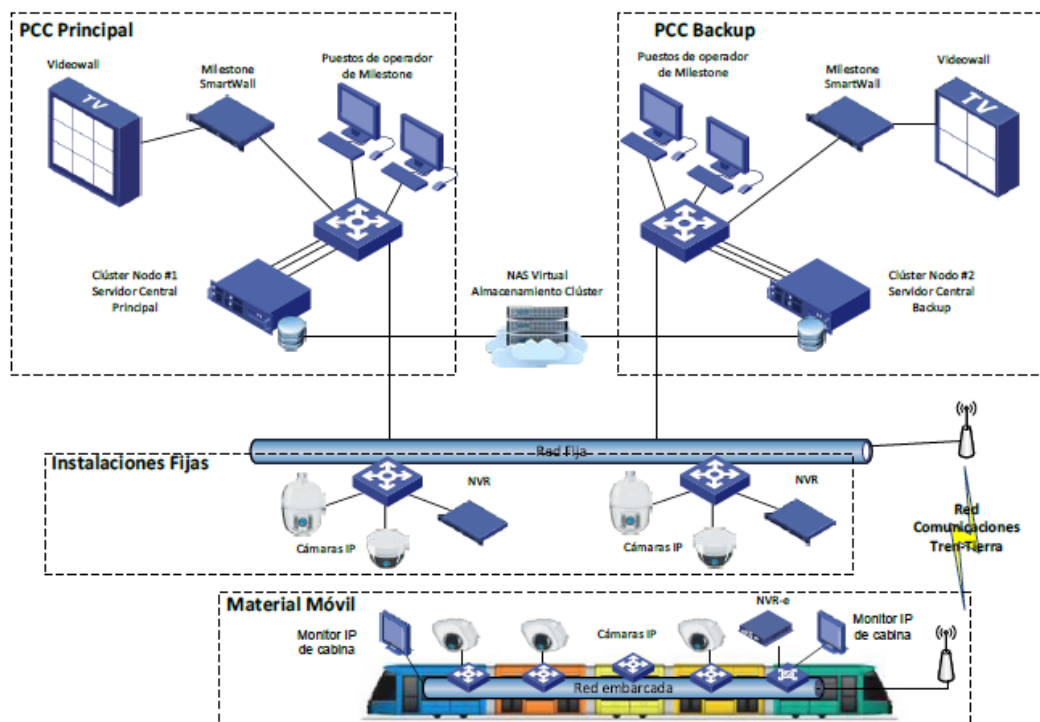 PCC Principal
Videowall
TV
Milestone
SmartWall
Puestos de operador
de Milestone
Clúster Nodo #1
Servidor Central
Principal
PCC Backup
Puestos de operador
de Milestone
Milestone
SmartWall
Videowall
TV
Clúster Nodo #2
Servidor Central
Backup
NAS Virtual
Almacenamiento Clúster
Red Fija
Instalaciones Fijas
NVR
Cámaras IP
NVR
Cámaras IP
Red
Comunicaciones
Tren-Tierra
Material Móvil
Monitor IP
de cabina
Cámaras IP
NVR-e
Monitor IP
de cabina
Red embarcada